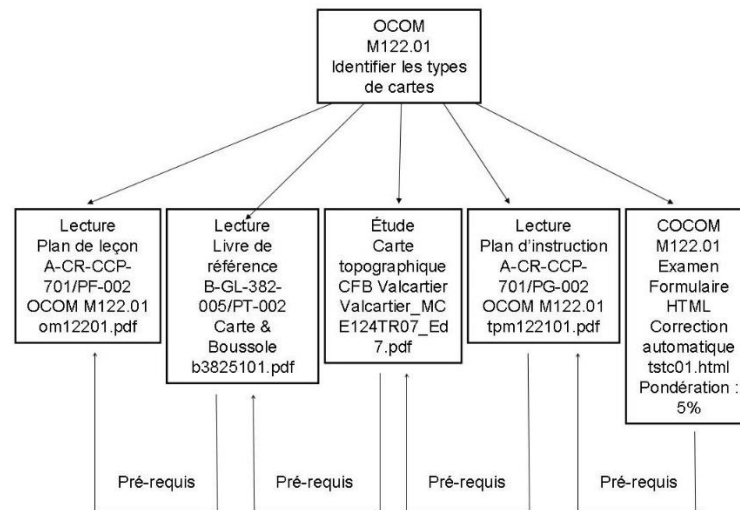 OCOM
M122.01
Identifier les types
de cartes
Lecture
Plan de leçon
A-CR-CCP-
701/PF-002
OCOM M122.01
om12201.pdf
Lecture
Livre de
référence
B-GL-382-
005/PT-002
Carte &
Boussole
b3825101.pdf
Étude
Carte
topographique
CFB Valcartier
Valcartier_MC
E124TR07_Ed
7.pdf
Lecture
Plan d'instruction
A-CR-CCP-
701/PG-002
OCOM M122.01
tpm122101.pdf
COCOM
M122.01
Examen
Formulaire
HTML
Correction
automatique
tstc01.html
Pondération :
5%
Pré-requis
Pré-requis
Pré-requis
Pré-requis